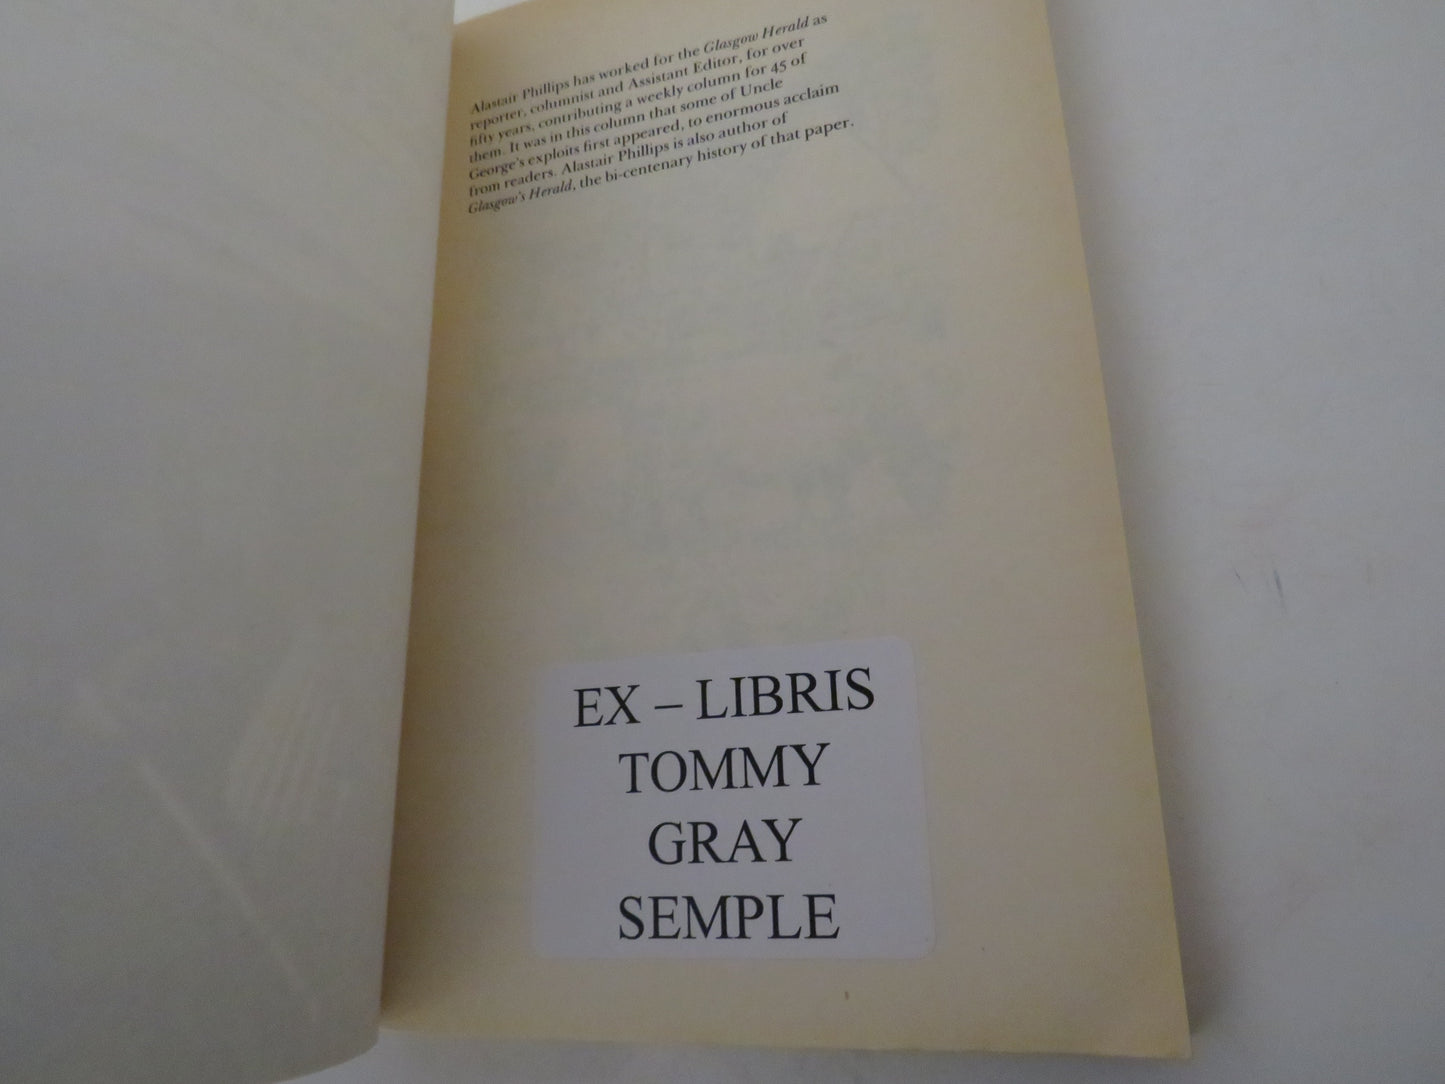 Alastair Phillips has worked for the Glasgow Herald as
reporter, columnist and Assistant Editor, for over
fifty years, contributing a weekly column for 45 of
them. It was in this column that some of Uncle
George's exploits first appeared, to enormous acclaim
from readers. Alastair Phillips is also author of
Glasgow's Herald, the bi-centenary history of that paper.
EX – LIBRIS
TOMMY
GRAY
SEMPLE